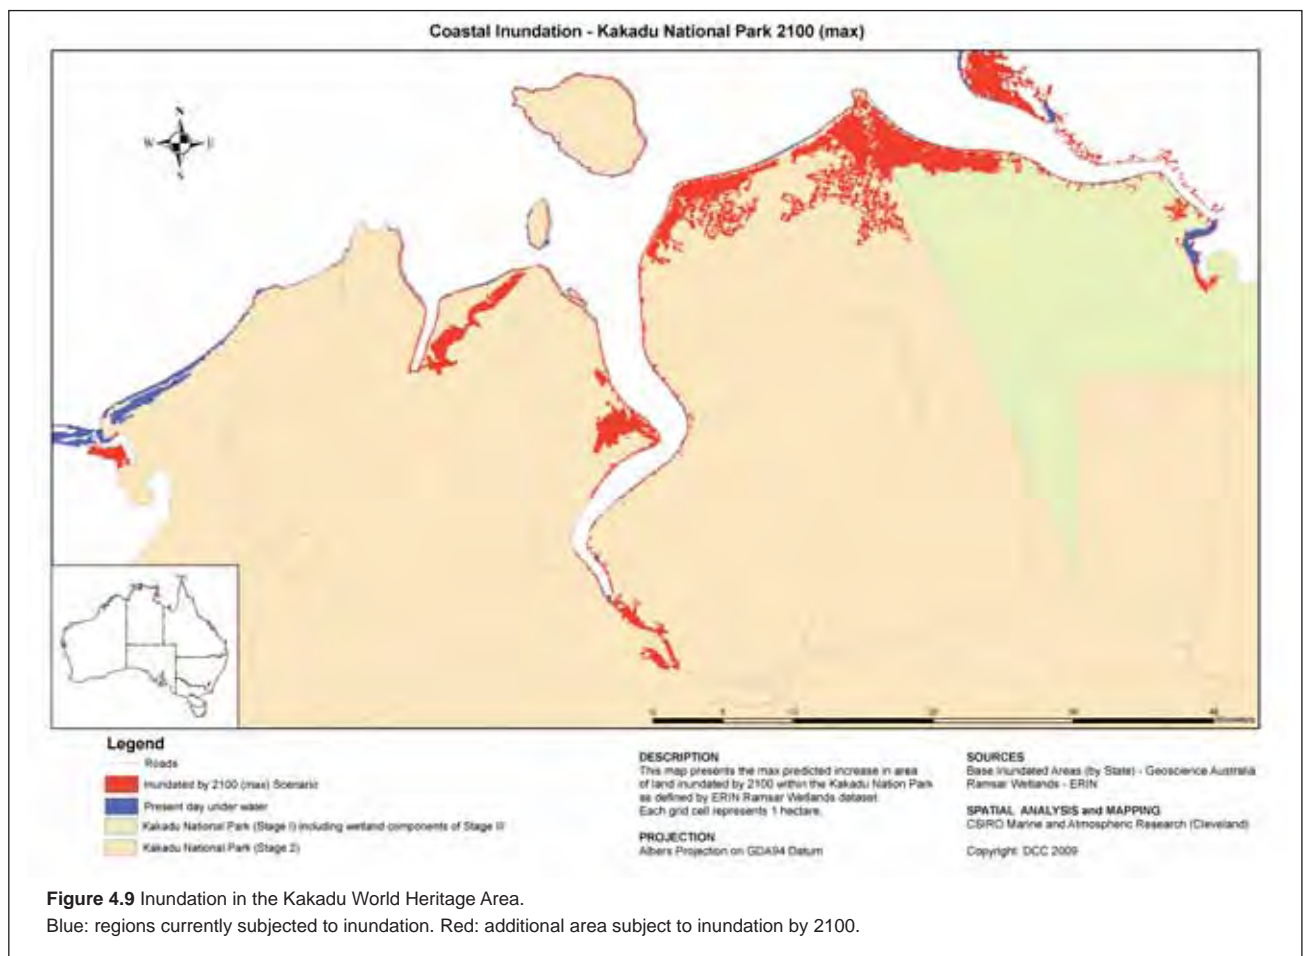 Coastal Inundation - Kakadu National Park 2100 (max)
N
W E
S
Legend
Roads
Inundated by 2100 (max) Scenario
Present day under water
Kakadu National Park (Stage I) including wetland components of Stage III
Kakadu National Park (Stage 2)
DESCRIPTION
This map presents the max predicted increase in area
of land inundated by 2100 within the Kakadu Nation Park
as defined by ERIN Ramsar Wetlands dataset
Each grid cell represents 1 hectare.
PROJECTION
Albers Projection on GDA94 Datum
SOURCES
Base Inundated Areas (by State) - Geoscience Australia
Ramsar Wetlands - ERIN
SPATIAL ANALYSIS and MAPPING
CSIRO Marine and Atmospheric Research (Cleveland)
Copyright: DCC 2009
Figure 4.9 Inundation in the Kakadu World Heritage Area.
Blue: regions currently subjected to inundation. Red: additional area subject to inundation by 2100.